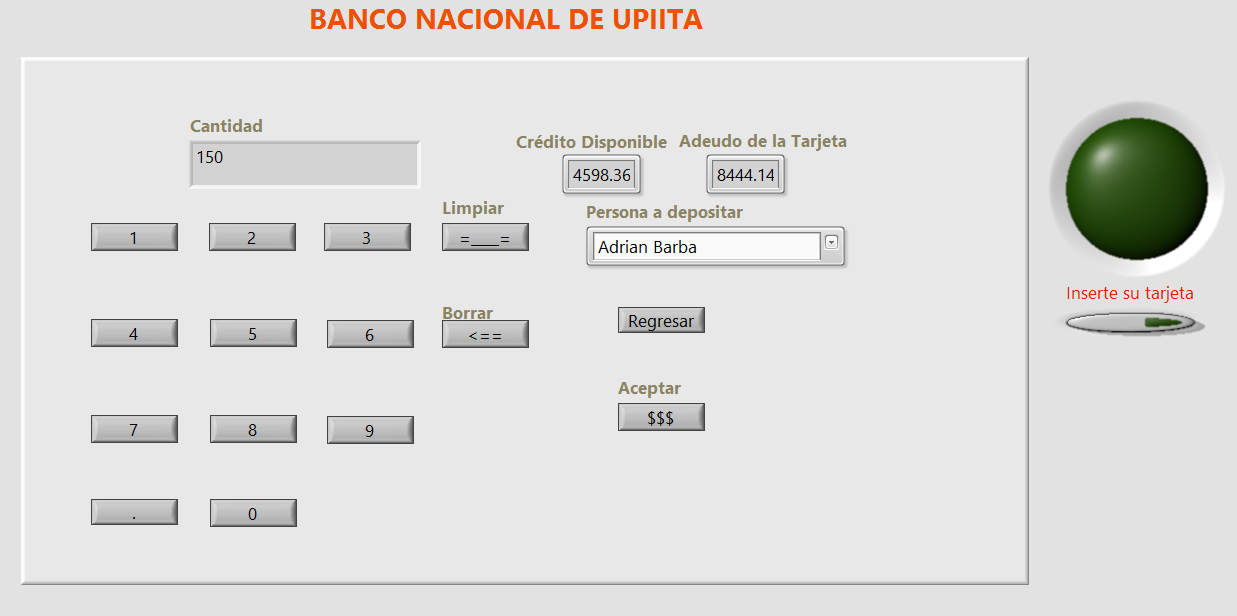 BANCO NACIONAL DE UPIITA
Cantidad
150
Crédito Disponible
4598.36
Adeudo de la Tarjeta
8444.14
Limpiar
=___=
Persona a depositar
Adrian Barba
1 2 3
Borrar
<==
4 5 6
Regresar
Aceptar
$$$
7 8 9
. 0
Inserte su tarjeta